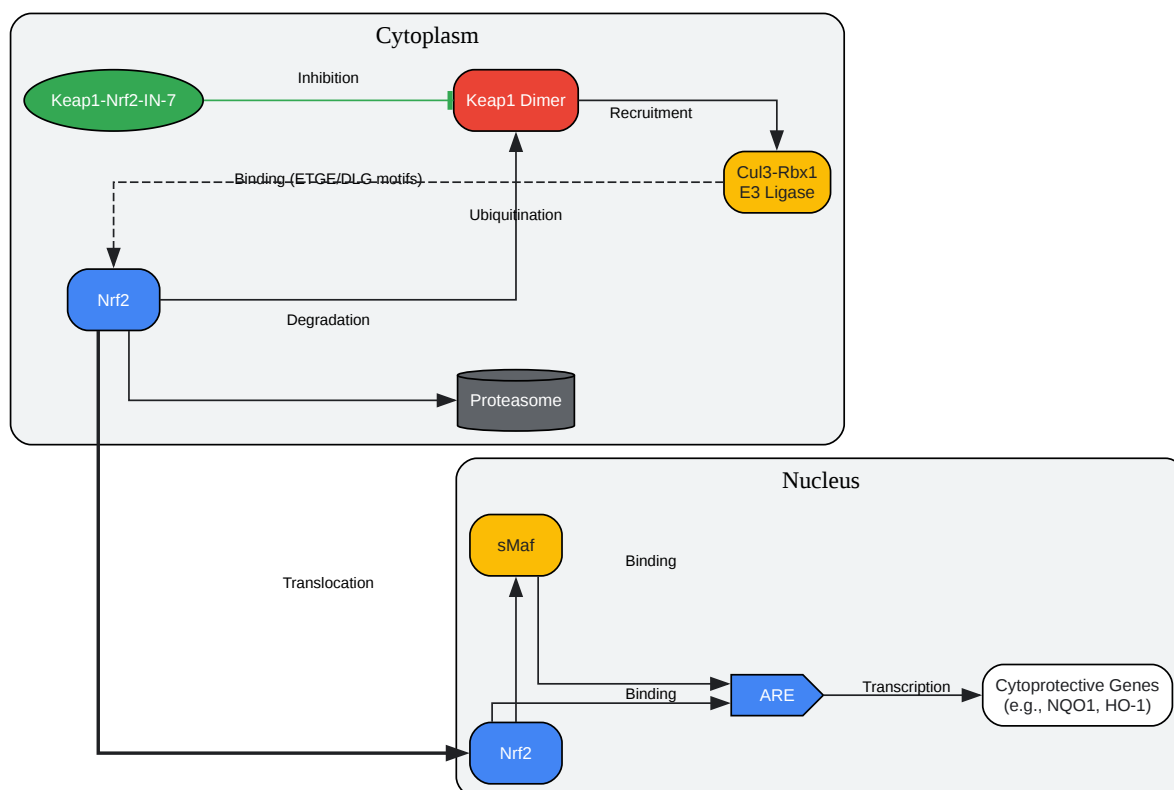 Cytoplasm
Inhibition
Keap1-Nrf2-IN-7
Keap1 Dimer
Recruitment
Cul3-Rbx1
E3 Ligase
Binding (ETGE/DLG motifs)
Ubiquitination
Nrf2
Degradation
Proteasome
Nucleus
sMaf
Binding
Translocation
ARE
Transcription
Binding
Cytoprotective Genes
(e.g., NQO1, HO-1)
Nrf2